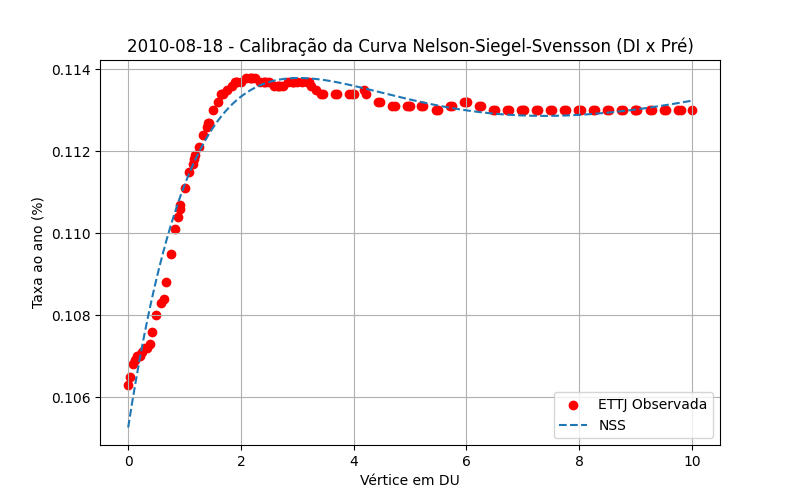 2010-08-18 - Calibração da Curva Nelson-Siegel-Svensson (DI x Pré)
Taxa ao ano (%)
0.114
0.112
0.110
0.108
0.106
ETTJ Observada
NSS
0 2 4 6 8 10
Vértice em DU